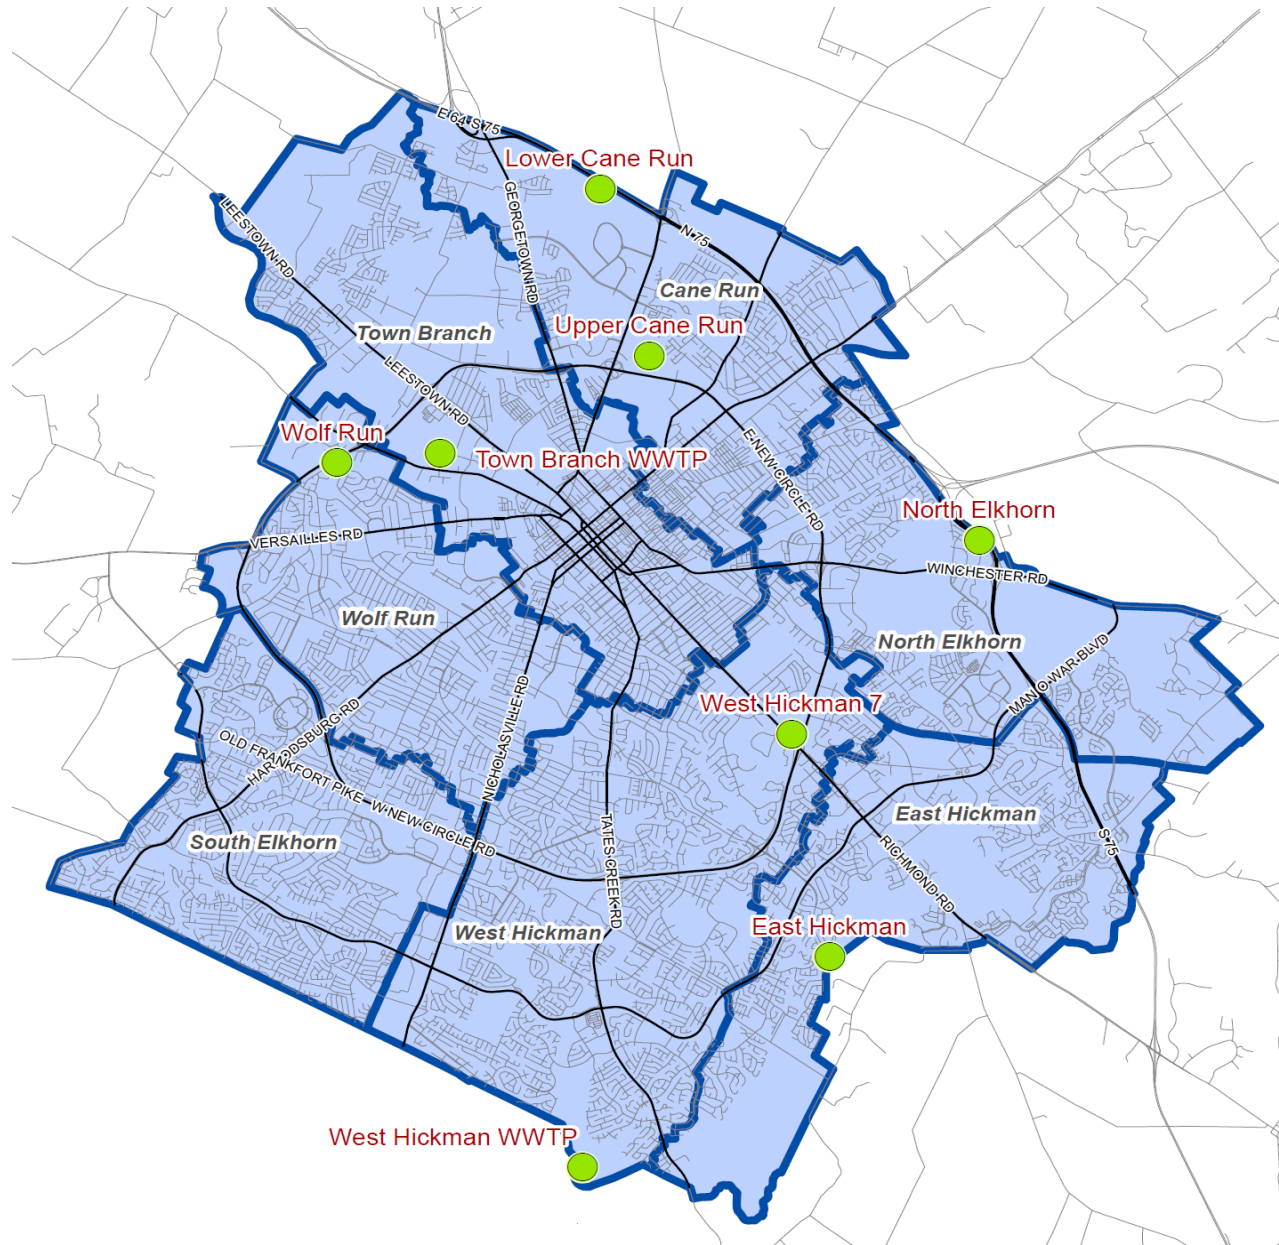 E 64 S 75
Lower Cane Run
GEORGETOWN RD
LEESTOWN RD
N 75
Cane Run
Town Branch
Upper Cane Run
LEESTOWN RD
Wolf Run
Town Branch WWTP
E NEW CIRCLE RD
North Elkhorn
VERSAILLES RD
WINCHESTER RD
Wolf Run
North Elkhorn
MAN O WAR BLVD
West Hickman 7
NICHOLASVILLE RD
HARRODSBURG RD
OLD FRANKFORT PIKE
W NEW CIRCLE RD
East Hickman
South Elkhorn
TATES CREEK RD
RICHMOND RD
S 75
West Hickman
East Hickman
West Hickman WWTP